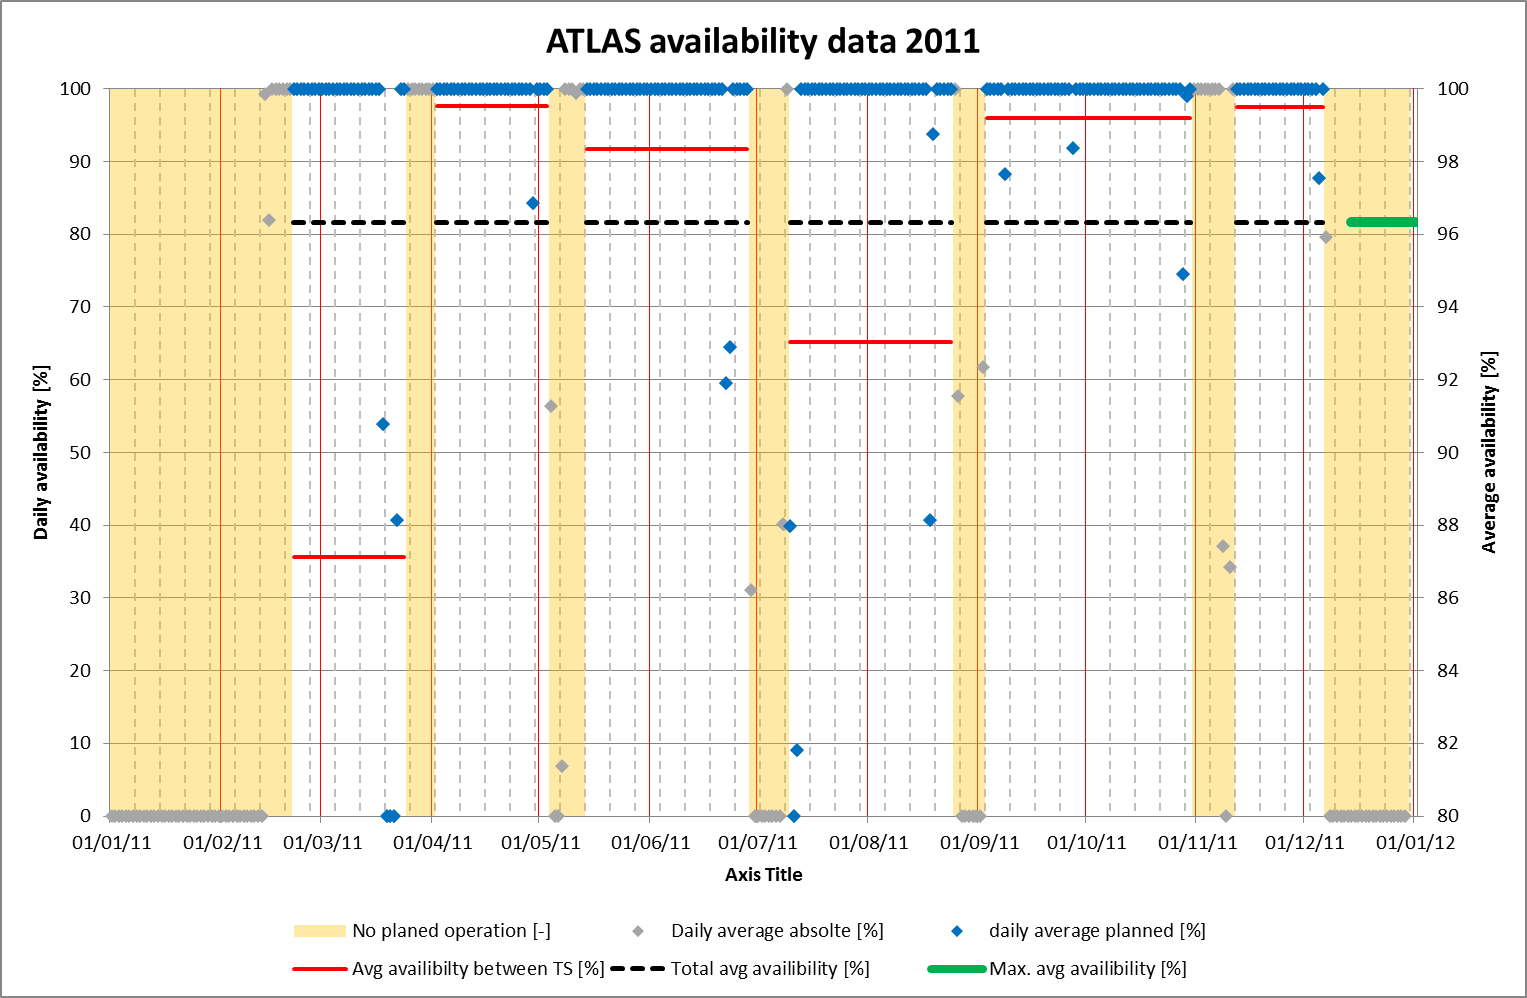 ATLAS availability data 2011
100 100
90 98
80 96
70 94
60 92
50 90
40 88
30 86
20 84
10 82
0 80
Daily availability [%]
Average availability [%]
01/01/11 01/02/11 01/03/11 01/04/11 01/05/11 01/06/11 01/07/11 01/08/11 01/09/11 01/10/11 01/11/11 01/12/11 01/01/12
Axis Title
No planed operation [-] Daily average absolte [%] daily average planned [%]
Avg availibilty between TS [%] Total avg availibility [%] Max. avg availibility [%]